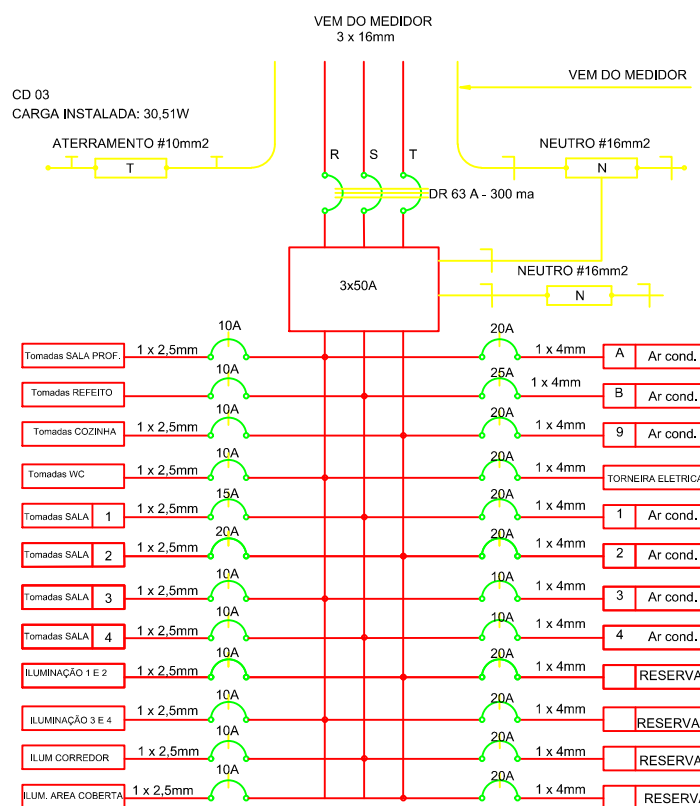 VEM DO MEDIDOR
3 x 16mm
VEM DO MEDIDOR
CD 03
CARGA INSTALADA: 30,51W
ATERRAMENTO #10mm2
T
NEUTRO #16mm2
N
R S T
DR 63 A - 300 ma
3x50A
NEUTRO #16mm2
N
Tomadas SALA PROF. 1 x 2,5mm 10A 20A 1 x 4mm A Ar cond.
Tomadas REFEITO 1 x 2,5mm 10A 25A 1 x 4mm B Ar cond.
Tomadas COZINHA 1 x 2,5mm 10A 20A 1 x 4mm 9 Ar cond.
Tomadas WC 1 x 2,5mm 10A 20A 1 x 4mm TORNEIRA ELETRICA
Tomadas SALA 1 1 x 2,5mm 15A 20A 1 x 4mm 1 Ar cond.
Tomadas SALA 2 1 x 2,5mm 20A 20A 1 x 4mm 2 Ar cond.
Tomadas SALA 3 1 x 2,5mm 10A 10A 1 x 4mm 3 Ar cond.
Tomadas SALA 4 1 x 2,5mm 10A 10A 1 x 4mm 4 Ar cond.
ILUMINAÇÃO 1 E 2 1 x 2,5mm 10A 20A 1 x 4mm RESERVA
ILUMINAÇÃO 3 E 4 1 x 2,5mm 10A 20A 1 x 4mm RESERVA
ILUM CORREDOR 1 x 2,5mm 10A 20A 1 x 4mm RESERVA
ILUM. AREA COBERTA 1 x 2,5mm 10A 20A 1 x 4mm RESERVA